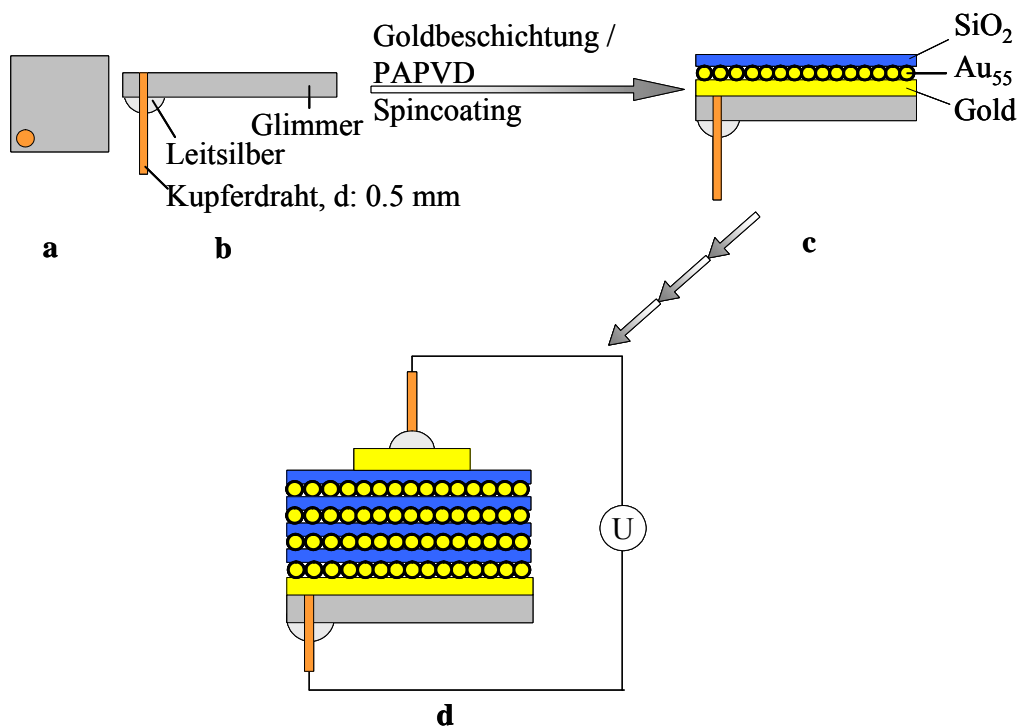 Goldbeschichtung /
PAPVD
Spincoating
Glimmer
Leitsilber
Kupferdraht, d: 0.5 mm
a
b
SiO₂
Au₅₅
Gold
c
U
d